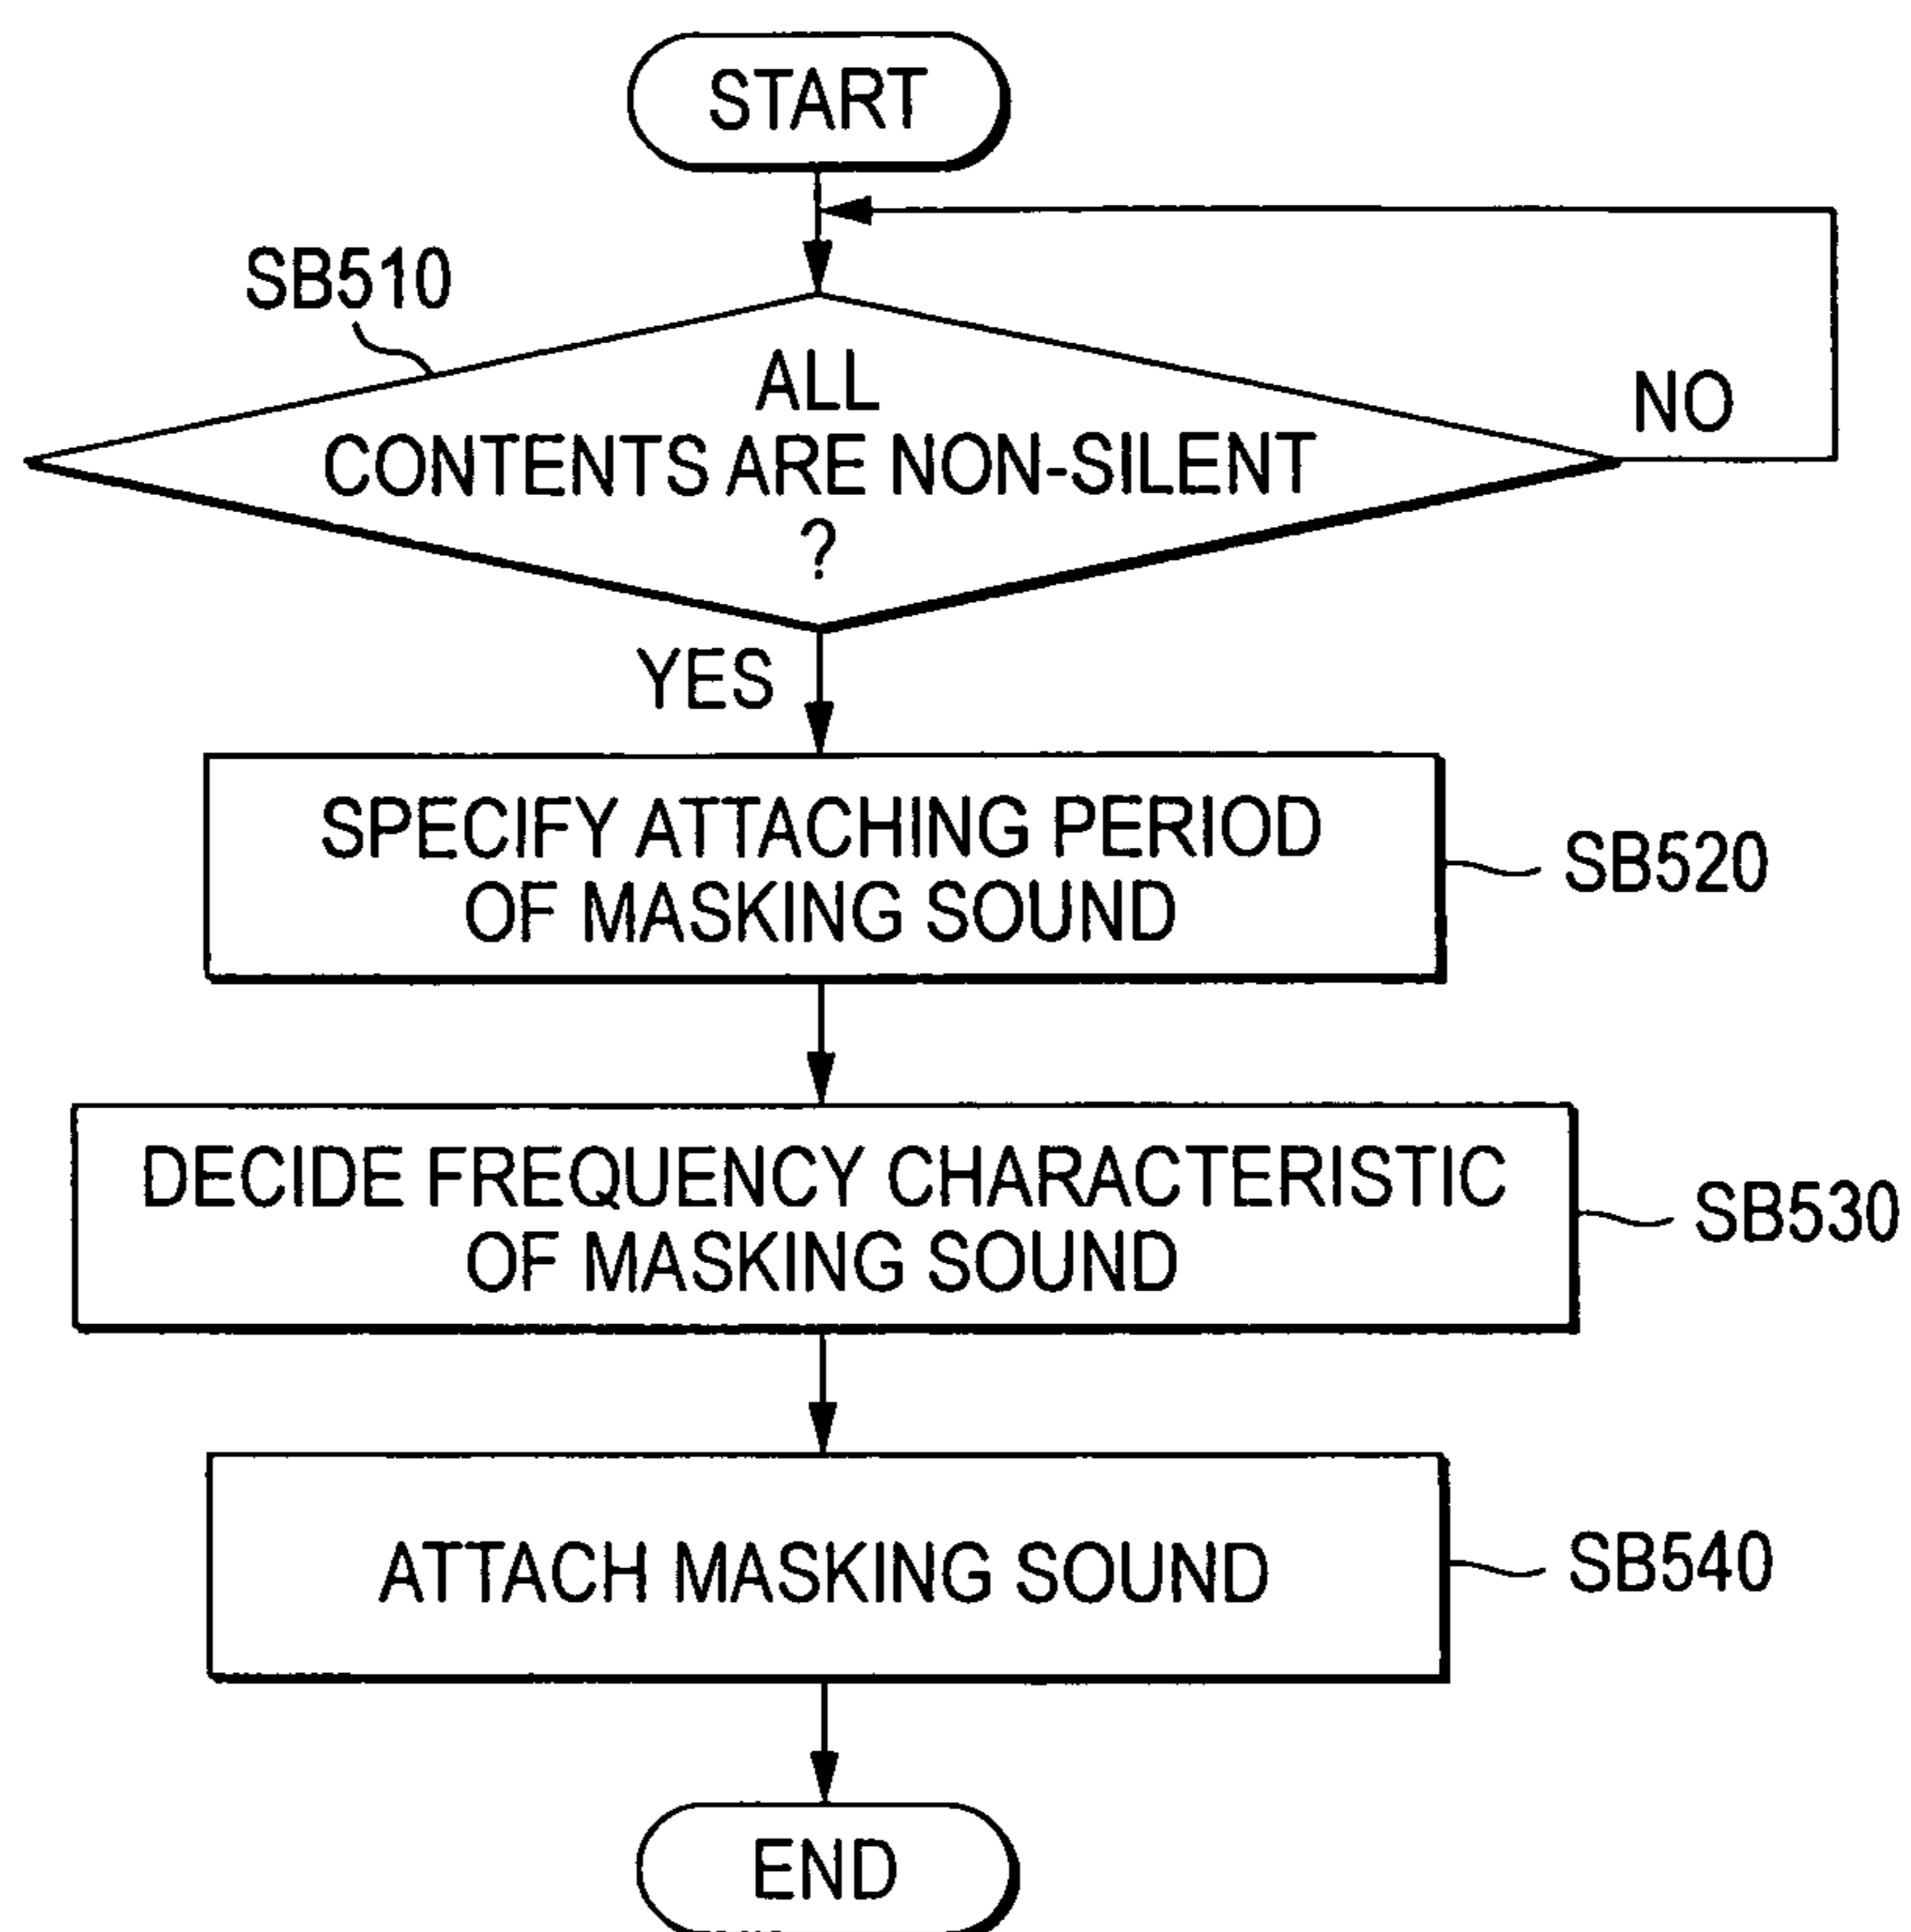 START
SB510
ALL
CONTENTS ARE NON-SILENT
?
NO
YES
SPECIFY ATTACHING PERIOD
OF MASKING SOUND
SB520
DECIDE FREQUENCY CHARACTERISTIC
OF MASKING SOUND
SB530
ATTACH MASKING SOUND
SB540
END